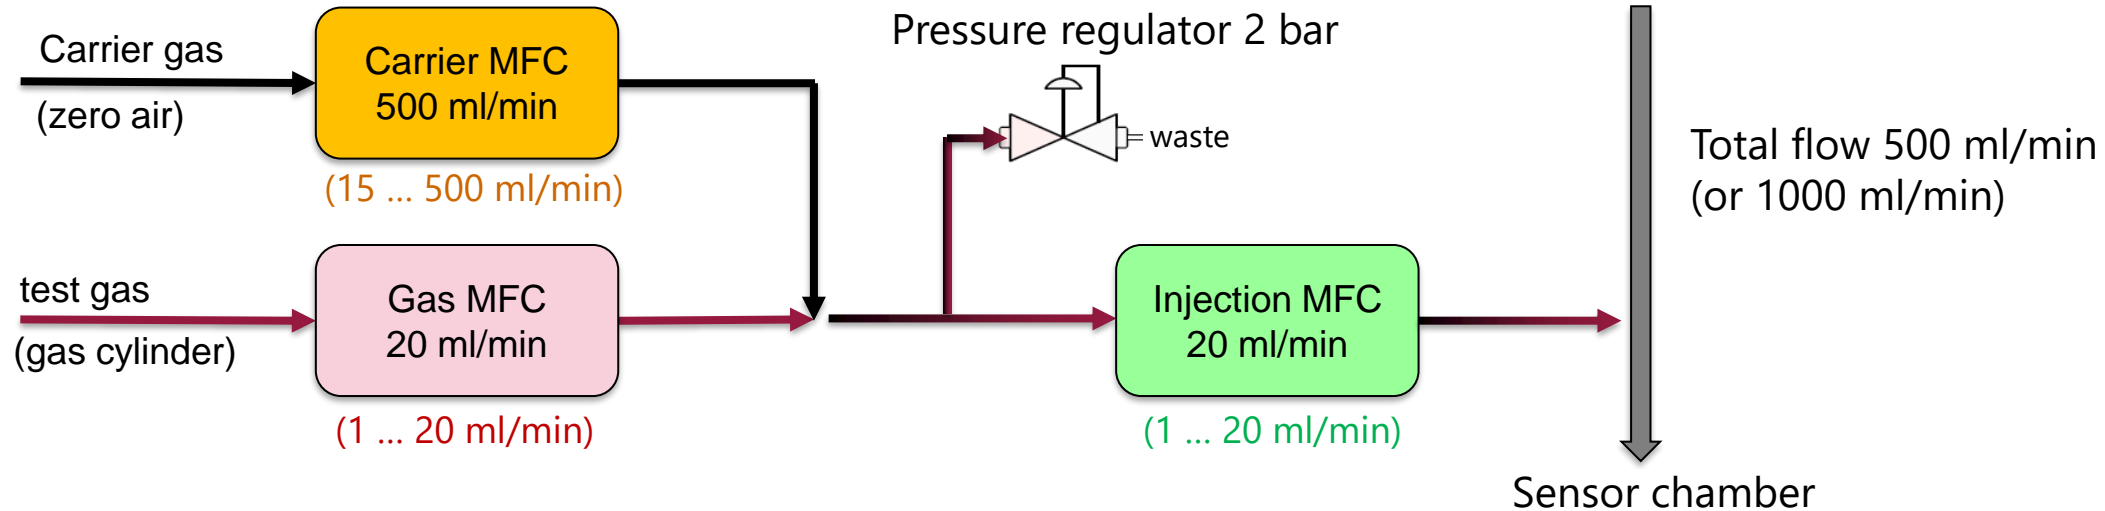 Carrier gas
(zero air)
Carrier MFC
500 ml/min
(15 ... 500 ml/min)
Pressure regulator 2 bar
waste
Total flow 500 ml/min
(or 1000 ml/min)
test gas
(gas cylinder)
Gas MFC
20 ml/min
(1 ... 20 ml/min)
Injection MFC
20 ml/min
(1 ... 20 ml/min)
Sensor chamber